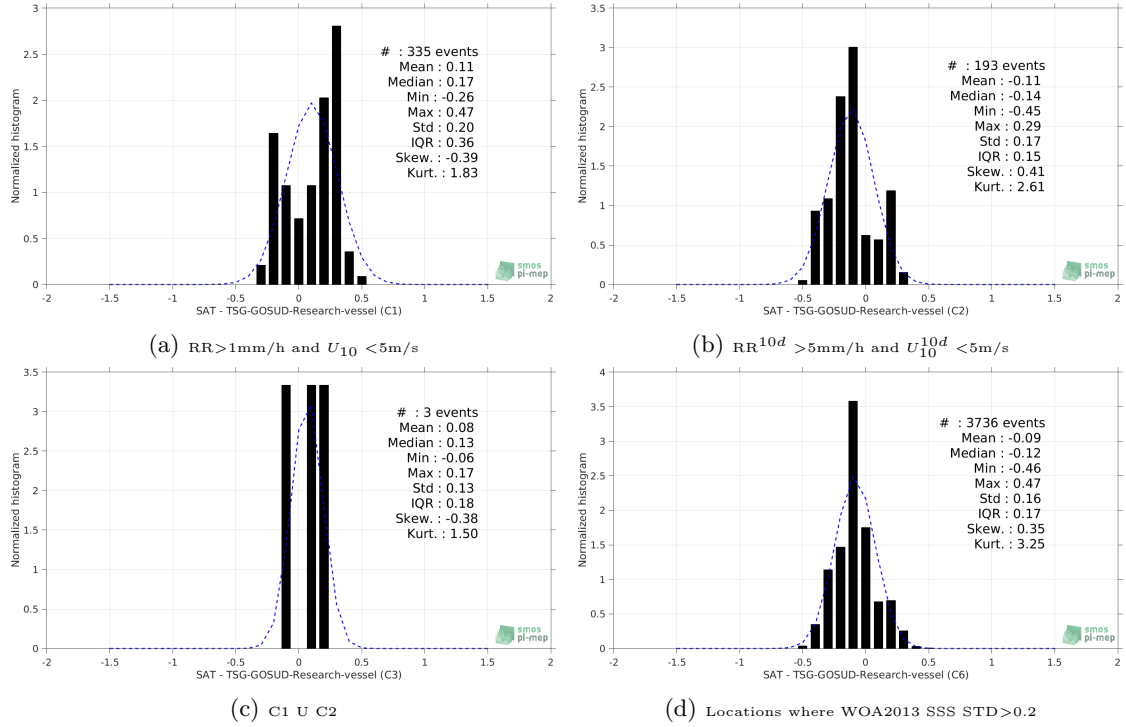 3
2.5
2
1.5
1
0.5
0
Normalized histogram
# : 335 events
Mean : 0.11
Median : 0.17
Min : -0.26
Max : 0.47
Std : 0.20
IQR : 0.36
Skew. : -0.39
Kurt. : 1.83
smos
pi-mep
-2 -1.5 -1 -0.5 0 0.5 1 1.5 2
SAT - TSG-GOSUD-Research-vessel (C1)
(a) RR>1mm/h and U10 <5m/s
3.5
3
2.5
2
1.5
1
0.5
0
Normalized histogram
# : 193 events
Mean : -0.11
Median : -0.14
Min : -0.45
Max : 0.29
Std : 0.17
IQR : 0.15
Skew. : 0.41
Kurt. : 2.61
smos
pi-mep
-2 -1.5 -1 -0.5 0 0.5 1 1.5 2
SAT - TSG-GOSUD-Research-vessel (C2)
(b) RR10d >5mm/h and U10 10d <5m/s
3.5
3
2.5
2
1.5
1
0.5
0
Normalized histogram
# : 3 events
Mean : 0.08
Median : 0.13
Min : -0.06
Max : 0.17
Std : 0.13
IQR : 0.18
Skew. : -0.38
Kurt. : 1.50
smos
pi-mep
-2 -1.5 -1 -0.5 0 0.5 1 1.5 2
SAT - TSG-GOSUD-Research-vessel (C3)
(c) C1 U C2
4
3.5
3
2.5
2
1.5
1
0.5
0
Normalized histogram
# : 3736 events
Mean : -0.09
Median : -0.12
Min : -0.46
Max : 0.47
Std : 0.16
IQR : 0.17
Skew. : 0.35
Kurt. : 3.25
smos
pi-mep
-2 -1.5 -1 -0.5 0 0.5 1 1.5 2
SAT - TSG-GOSUD-Research-vessel (C6)
(d) Locations where WOA2013 SSS STD>0.2